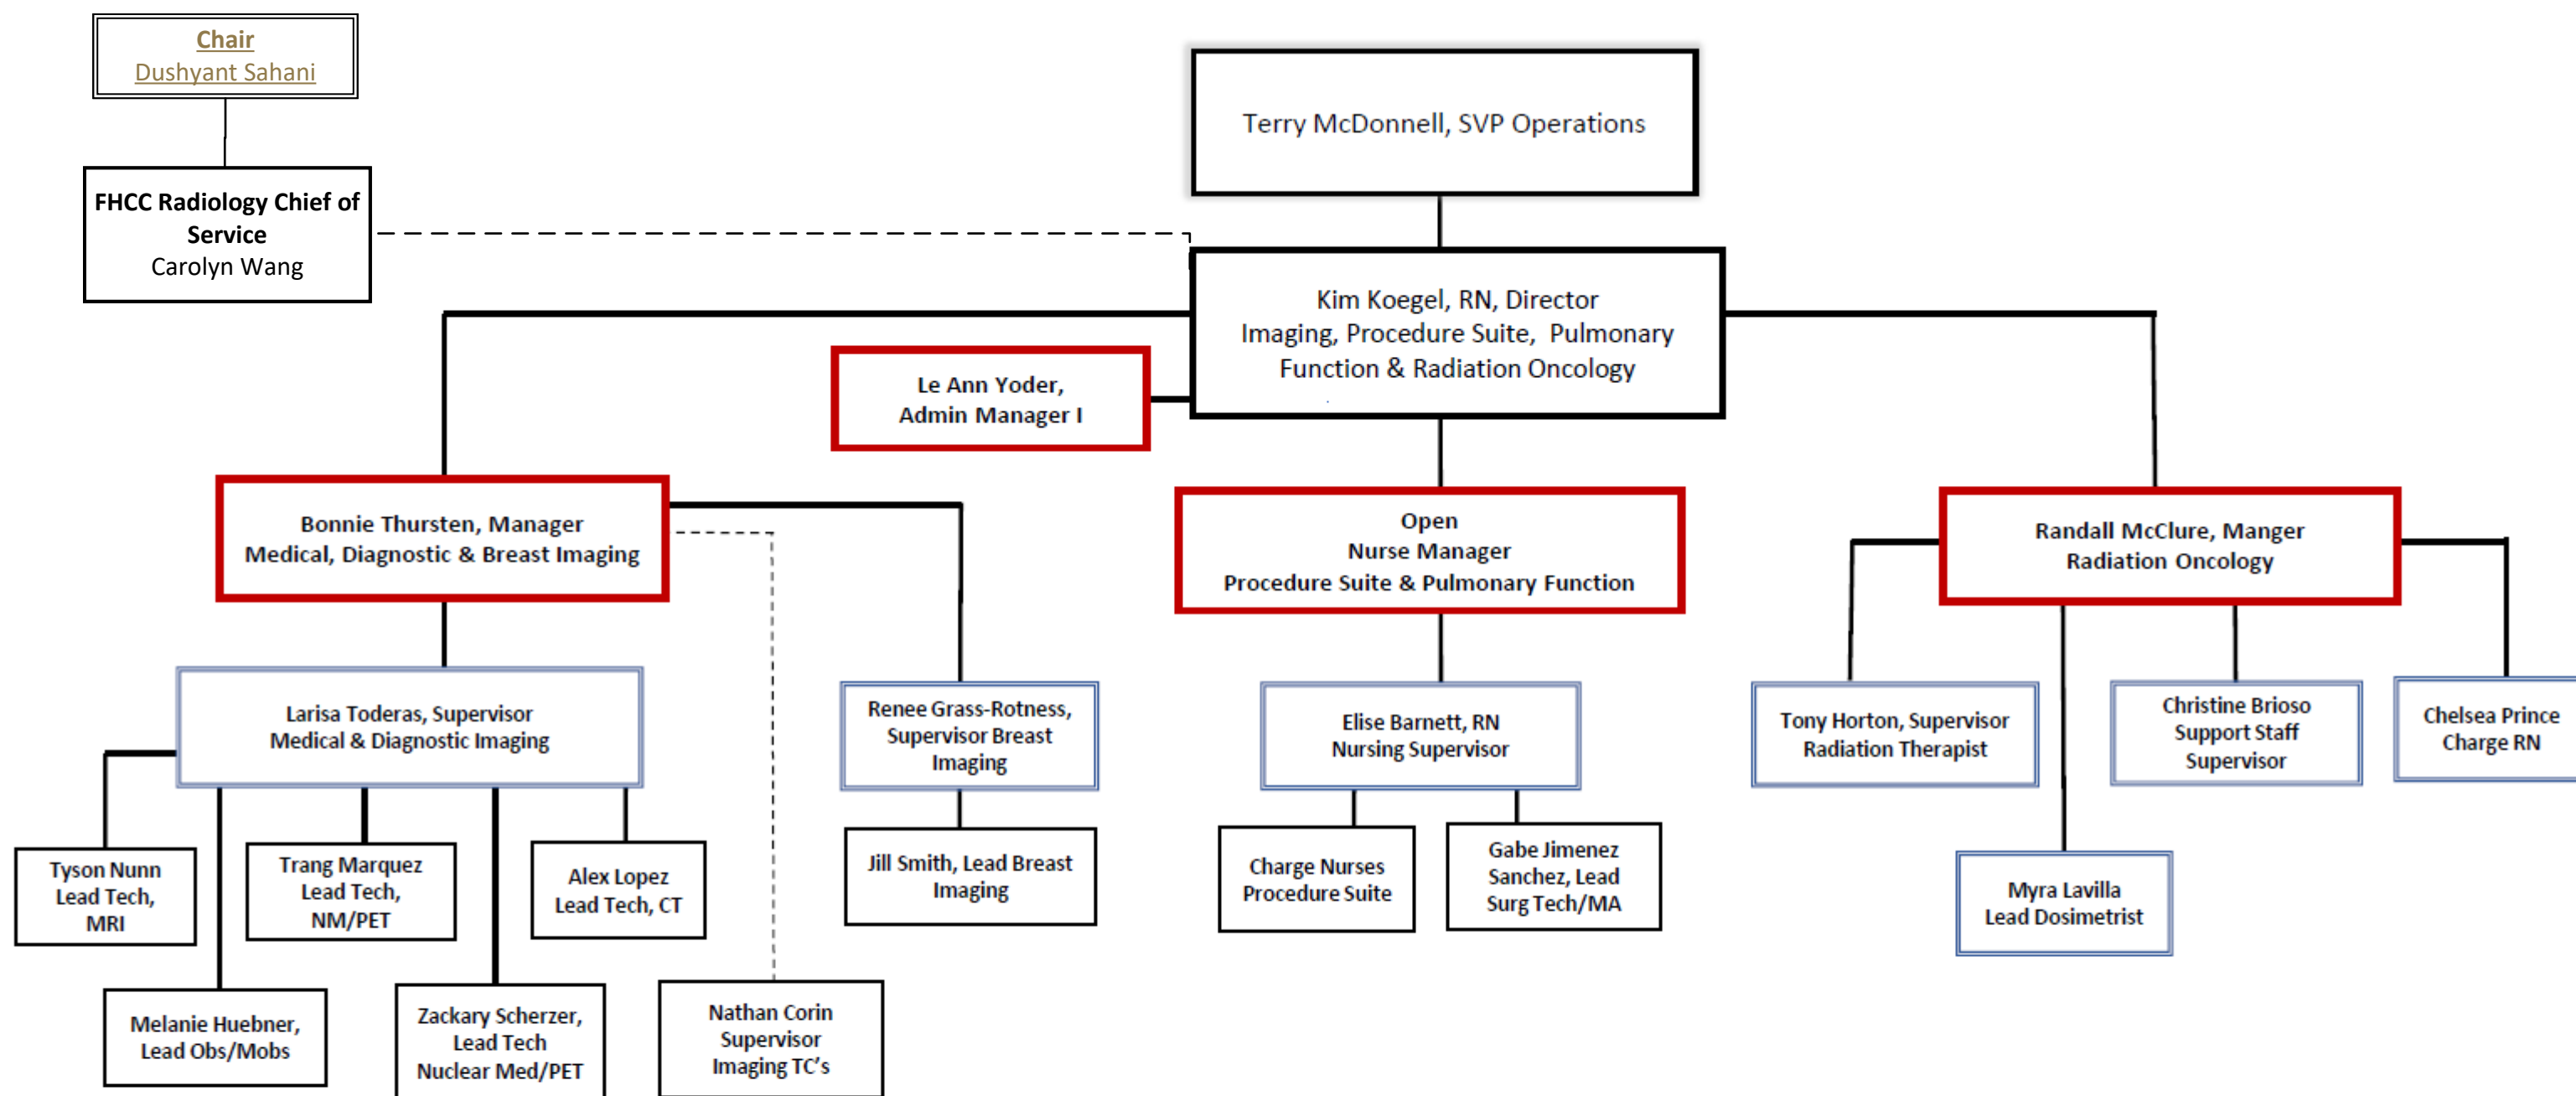 Chair
Dushyant Sahani
Terry McDonnell, SVP Operations
FHCC Radiology Chief of
Service
Carolyn Wang
Kim Koegel, RN, Director
Imaging, Procedure Suite, Pulmonary
Function & Radiation Oncology
Le Ann Yoder,
Admin Manager I
Bonnie Thursten, Manager
Medical, Diagnostic & Breast Imaging
Open
Nurse Manager
Procedure Suite & Pulmonary Function
Randall McClure, Manger
Radiation Oncology
Larisa Toderas, Supervisor
Medical & Diagnostic Imaging
Renee Grass-Rotness,
Supervisor Breast
Imaging
Elise Barnett, RN
Nursing Supervisor
Tony Horton, Supervisor
Radiation Therapist
Christine Brioso
Support Staff
Supervisor
Chelsea Prince
Charge RN
Tyson Nunn
Lead Tech,
MRI
Trang Marquez
Lead Tech,
NM/PET
Alex Lopez
Lead Tech, CT
Jill Smith, Lead Breast
Imaging
Charge Nurses
Procedure Suite
Gabe Jimenez
Sanchez, Lead
Surg Tech/MA
Myra Lavilla
Lead Dosimetrist
Melanie Huebner,
Lead Obs/Mobs
Zackary Scherzer,
Lead Tech
Nuclear Med/PET
Nathan Corin
Supervisor
Imaging TC's